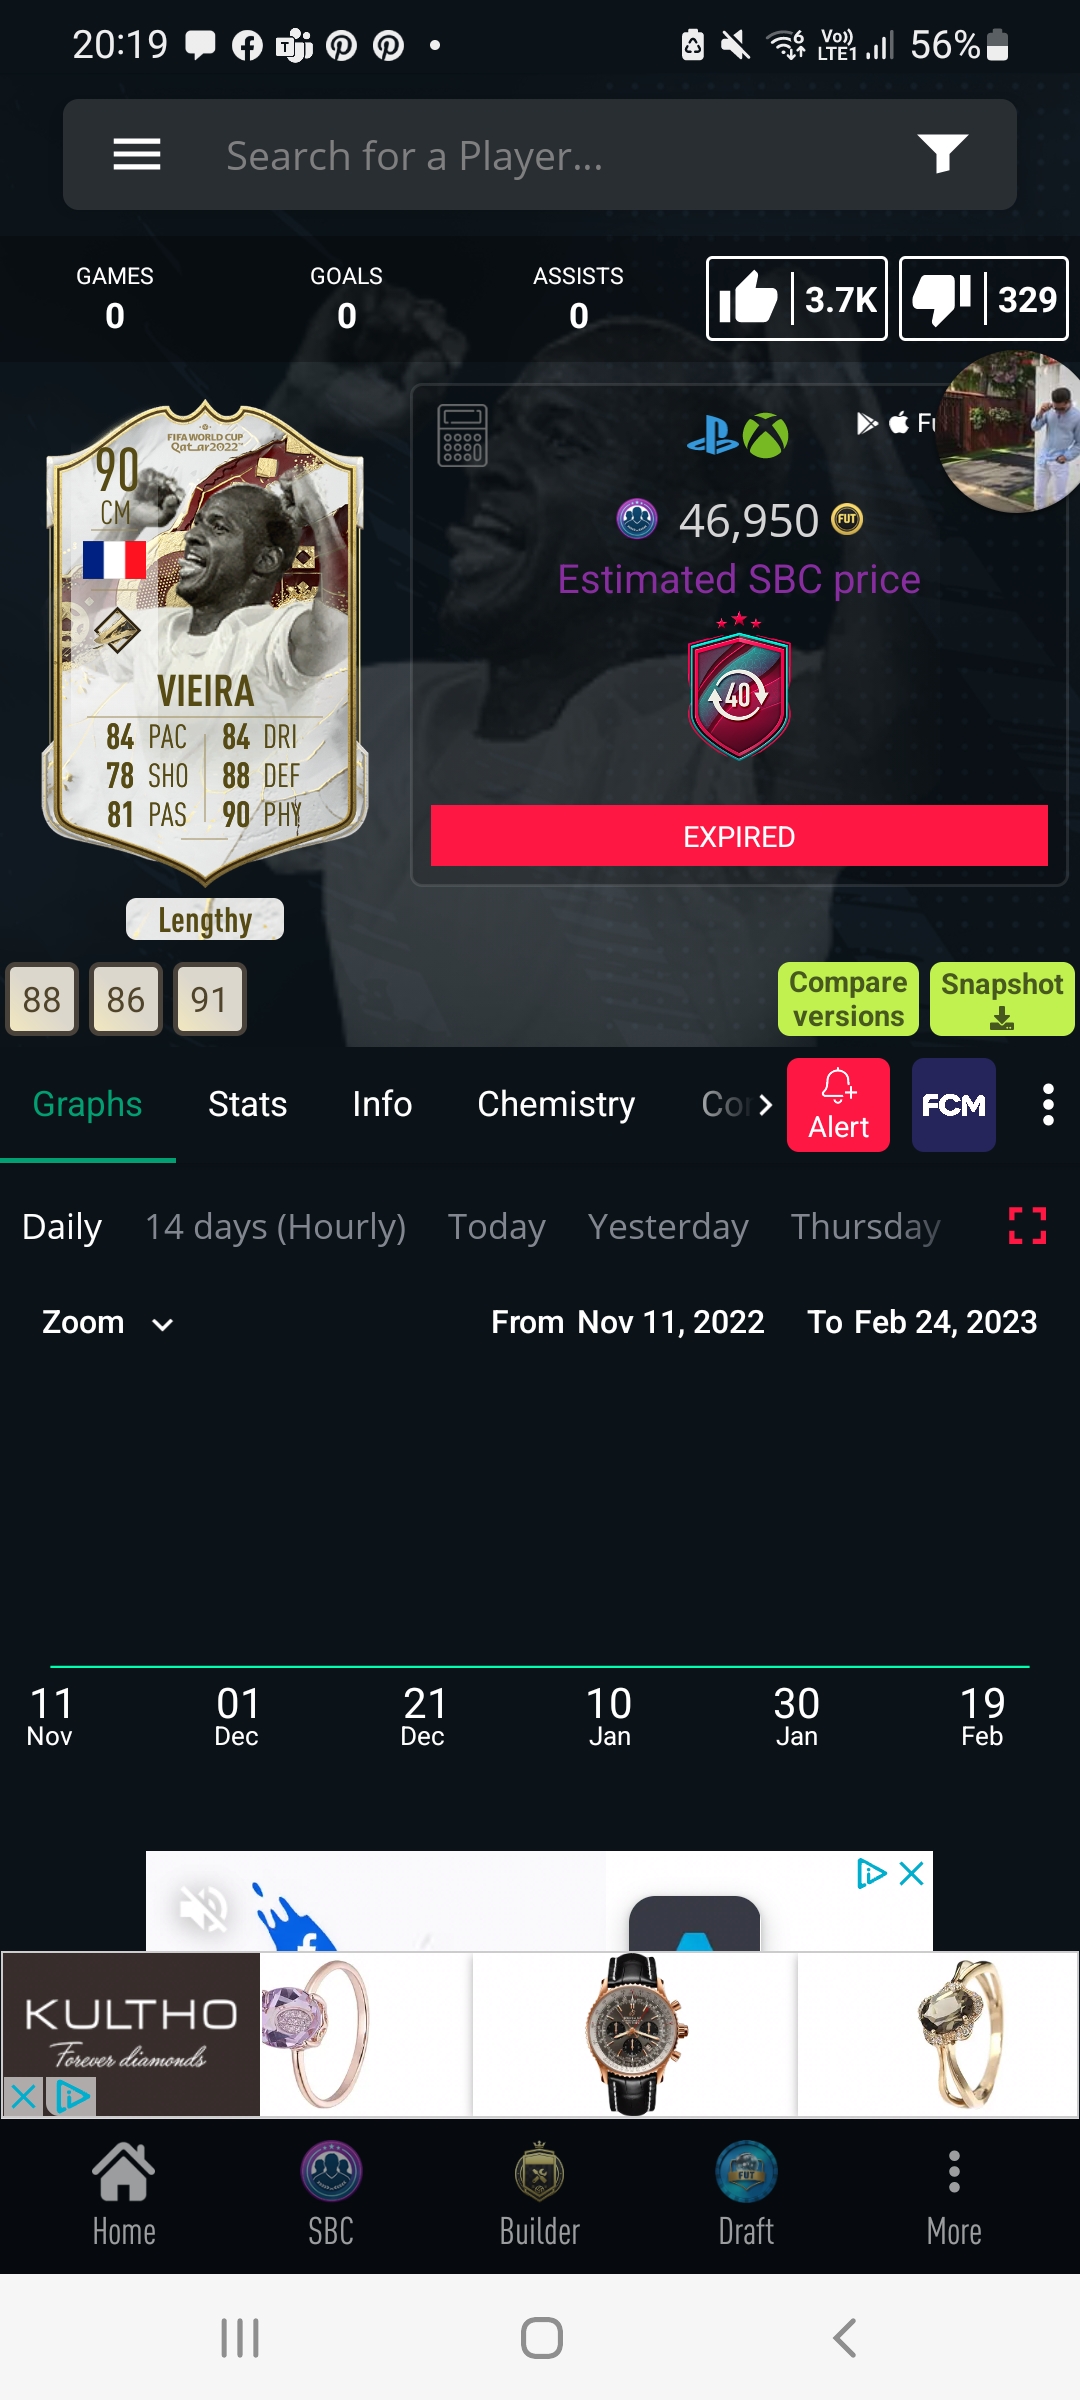 20:19
Vo))
LTE1
56%
Search for a Player...
GAMES
0
GOALS
0
ASSISTS
0
3.7K
329
FIFA WORLD CUP
Qatar2022
90
CM
VIEIRA
84 PAC
84 DRI
78 SHO
88 DEF
81 PAS
90 PHY
Lengthy
46,950
FUT
Estimated SBC price
40
EXPIRED
88
86
91
Compare
versions
Snapshot
Graphs
Stats
Info
Chemistry
Alert
FCM
Daily
14 days (Hourly)
Today
Yesterday
Thursday
Zoom
From Nov 11, 2022
To Feb 24, 2023
11
Nov
01
Dec
21
Dec
10
Jan
30
Jan
19
Feb
KULTHO
Forever diamonds
Home
SBC
Builder
FUT
Draft
More